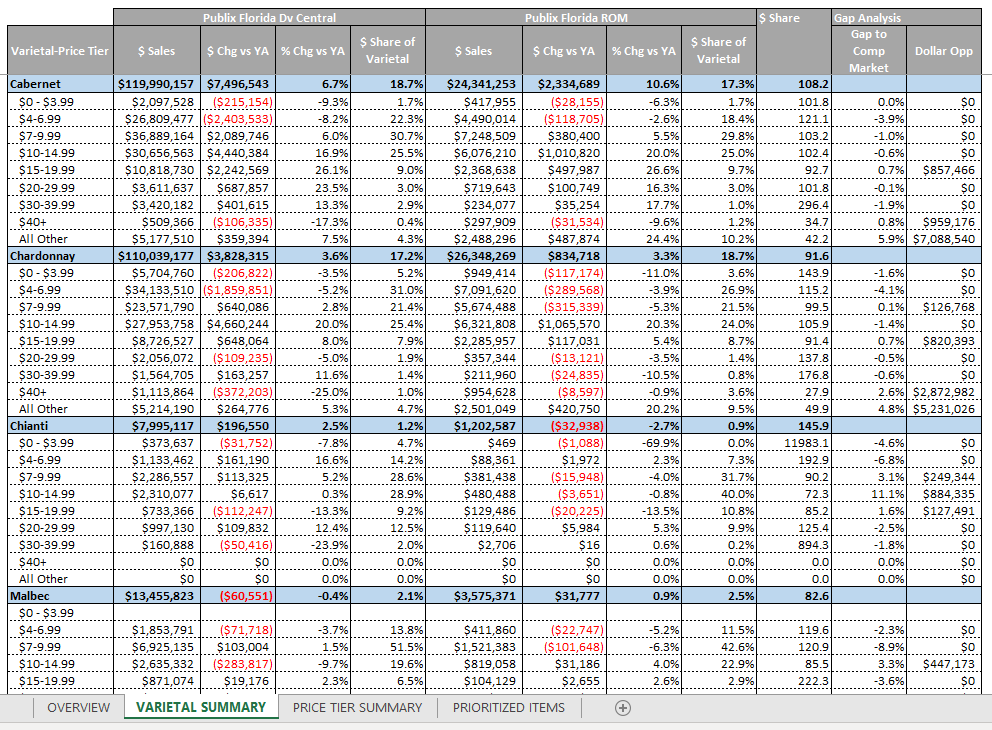 Publix Florida Dv Central Publix Florida ROM $ Share Gap Analysis
Varietal-Price Tier $ Sales $ Chg vs YA % Chg vs YA $ Share of Varietal $ Sales $ Chg vs YA % Chg vs YA $ Share of Varietal Gap to Comp Market Dollar Opp
Cabernet $119,990,157 $7,496,543 6.7% 18.7% $24,341,253 $2,334,689 10.6% 17.3% 108.2
$0 - $3.99 $2,097,528 ($215,154) -9.3% 1.7% $417,955 ($28,155) -6.3% 1.7% 101.8 0.0% $0
$4-6.99 $26,809,477 ($2,403,533) -8.2% 22.3% $4,490,014 ($118,705) -2.6% 18.4% 121.1 -3.9% $0
$7-9.99 $36,889,164 $2,089,746 6.0% 30.7% $7,248,509 $380,400 5.5% 29.8% 103.2 -1.0% $0
$10-14.99 $30,656,563 $4,440,384 16.9% 25.5% $6,076,210 $1,010,820 20.0% 25.0% 102.4 -0.6% $0
$15-19.99 $10,818,730 $2,242,569 26.1% 9.0% $2,368,638 $497,987 26.6% 9.7% 92.7 0.7% $857,466
$20-29.99 $3,611,637 $687,857 23.5% 3.0% $719,643 $100,749 16.3% 3.0% 101.8 -0.1% $0
$30-39.99 $3,420,182 $401,615 13.3% 2.9% $234,077 $35,254 17.7% 1.0% 296.4 -1.9% $0
$40+ $509,366 ($106,335) -17.3% 0.4% $297,909 ($31,534) -9.6% 1.2% 34.7 0.8% $959,176
All Other $5,177,510 $359,394 7.5% 4.3% $2,488,296 $487,874 24.4% 10.2% 42.2 5.9% $7,088,540
Chardonnay $110,039,177 $3,828,315 3.6% 17.2% $26,348,269 $834,718 3.3% 18.7% 91.6
$0 - $3.99 $5,704,760 ($206,822) -3.5% 5.2% $949,414 ($117,174) -11.0% 3.6% 143.9 -1.6% $0
$4-6.99 $34,133,510 ($1,859,851) -5.2% 31.0% $7,091,620 ($289,568) -3.9% 26.9% 115.2 -4.1% $0
$7-9.99 $23,571,790 $640,086 2.8% 21.4% $5,674,488 ($315,339) -5.3% 21.5% 99.5 0.1% $126,768
$10-14.99 $27,953,758 $4,660,244 20.0% 25.4% $6,321,808 $1,065,570 20.3% 24.0% 105.9 -1.4% $0
$15-19.99 $8,726,527 $648,064 8.0% 7.9% $2,285,957 $117,031 5.4% 8.7% 91.4 0.7% $820,393
$20-29.99 $2,056,072 ($109,235) -5.0% 1.9% $357,344 ($13,121) -3.5% 1.4% 137.8 -0.5% $0
$30-39.99 $1,564,705 $163,257 11.6% 1.4% $211,960 ($24,835) -10.5% 0.8% 176.8 -0.6% $0
$40+ $1,113,864 ($372,203) -25.0% 1.0% $954,628 ($8,597) -0.9% 3.6% 27.9 2.6% $2,872,982
All Other $5,214,190 $264,776 5.3% 4.7% $2,501,049 $420,750 20.2% 9.5% 49.9 4.8% $5,231,026
Chianti $7,995,117 $196,550 2.5% 1.2% $1,202,587 ($32,938) -2.7% 0.9% 145.9
$0 - $3.99 $373,637 ($31,752) -7.8% 4.7% $469 ($1,088) -69.9% 0.0% 11983.1 -4.6% $0
$4-6.99 $1,133,462 $161,190 16.6% 14.2% $88,361 $1,972 2.3% 7.3% 192.9 -6.8% $0
$7-9.99 $2,286,557 $113,325 5.2% 28.6% $381,438 ($15,948) -4.0% 31.7% 90.2 3.1% $249,344
$10-14.99 $2,310,077 $6,617 0.3% 28.9% $480,488 ($3,651) -0.8% 40.0% 72.3 11.1% $884,335
$15-19.99 $733,366 ($112,247) -13.3% 9.2% $129,486 ($20,225) -13.5% 10.8% 85.2 1.6% $127,491
$20-29.99 $997,130 $109,832 12.4% 12.5% $119,640 $5,984 5.3% 9.9% 125.4 -2.5% $0
$30-39.99 $160,888 ($50,416) -23.9% 2.0% $2,706 $16 0.6% 0.2% 894.3 -1.8% $0
$40+ $0 $0 0.0% 0.0% $0 $0 0.0% 0.0% 0.0 0.0% $0
All Other $0 $0 0.0% 0.0% $0 $0 0.0% 0.0% 0.0 0.0% $0
Malbec $13,455,823 ($60,551) -0.4% 2.1% $3,575,371 $31,777 0.9% 2.5% 82.6
$0 - $3.99
$4-6.99 $1,853,791 ($71,718) -3.7% 13.8% $411,860 ($22,747) -5.2% 11.5% 119.6 -2.3% $0
$7-9.99 $6,925,135 $103,004 1.5% 51.5% $1,521,383 ($101,648) -6.3% 42.6% 120.9 -8.9% $0
$10-14.99 $2,635,332 ($283,817) -9.7% 19.6% $819,058 $31,186 4.0% 22.9% 85.5 3.3% $447,173
$15-19.99 $871,074 $19,176 2.3% 6.5% $104,129 $2,655 2.6% 2.9% 222.3 -3.6% $0
OVERVIEW VARIETAL SUMMARY PRICE TIER SUMMARY PRIORITIZED ITEMS